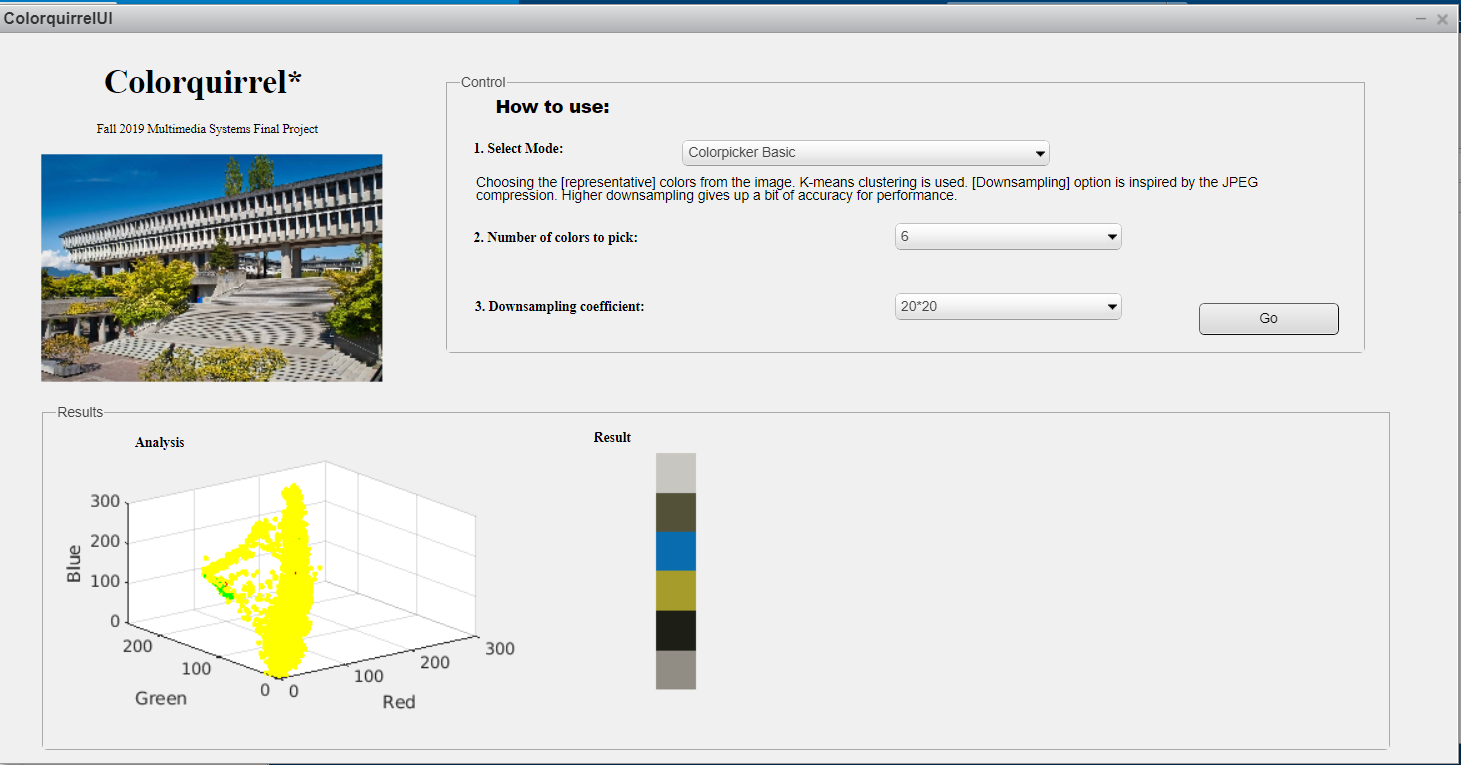 ColorquirrelUI
Colorquirrel*
Fall 2019 Multimedia Systems Final Project
Control
How to use:
1. Select Mode:
Colorpicker Basic
Choosing the [representative] colors from the image. K-means clustering is used. [Downsampling] option is inspired by the JPEG
compression. Higher downsampling gives up a bit of accuracy for performance.
2. Number of colors to pick:
6
3. Downsampling coefficient:
20*20
Go
Results
Analysis
Result
300
200
100
0
Blue
200
100
0
Green
0
100
200
300
Red